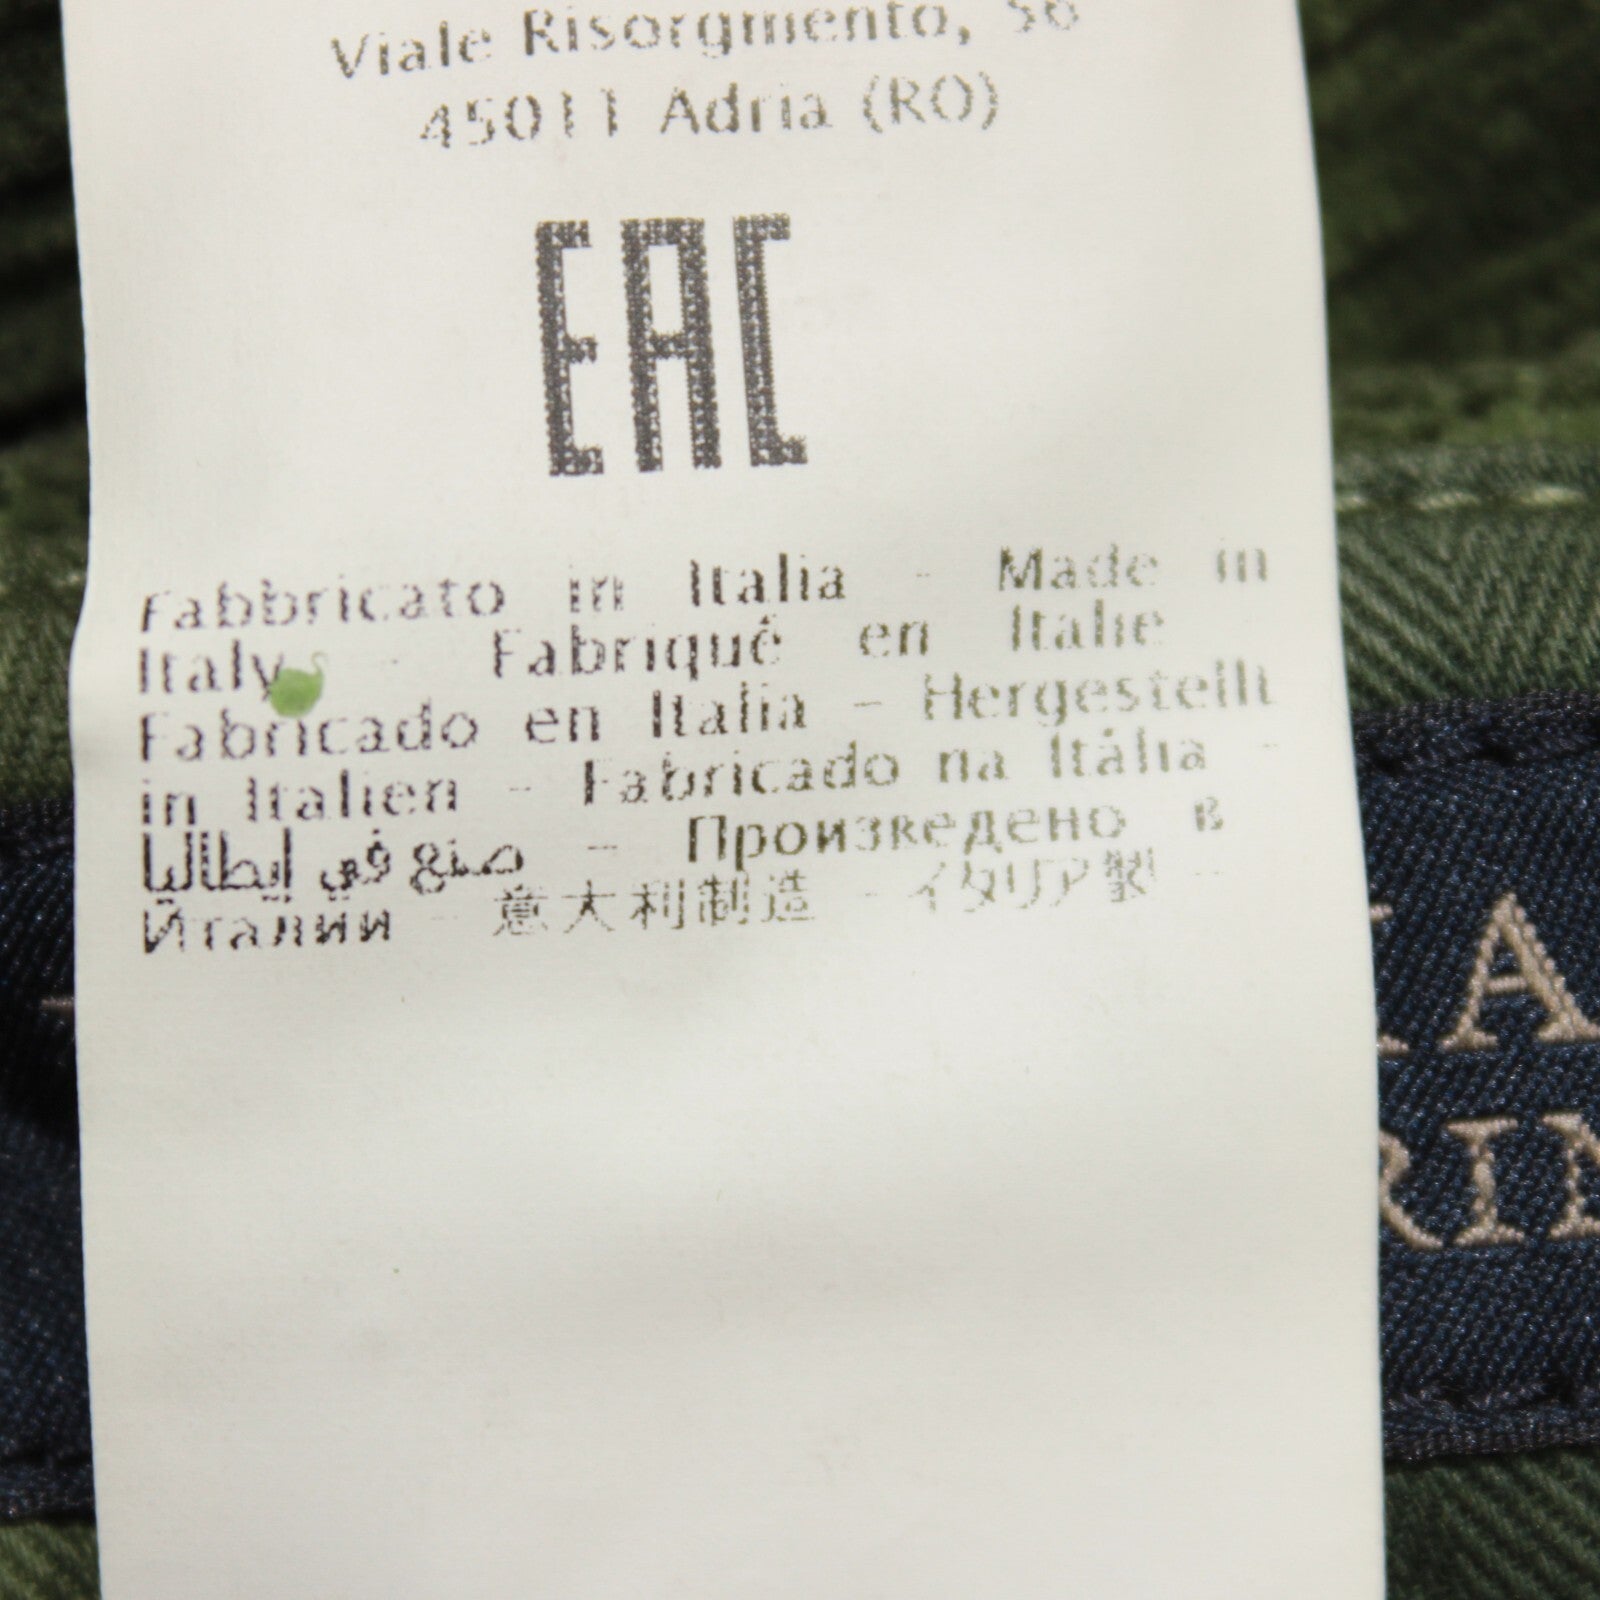 Viale Risorgimento, 56
45011 Adria (RO)
EAC
Fabbricato in Italia - Made in
Italy - Fabriqué en Italie
Fabricado en Italia - Hergestellt
in Italien - Fabricado na Itália -
صنع في إيطاليا - Произведено в
Италии - 意大利制造 - イタリア製 -